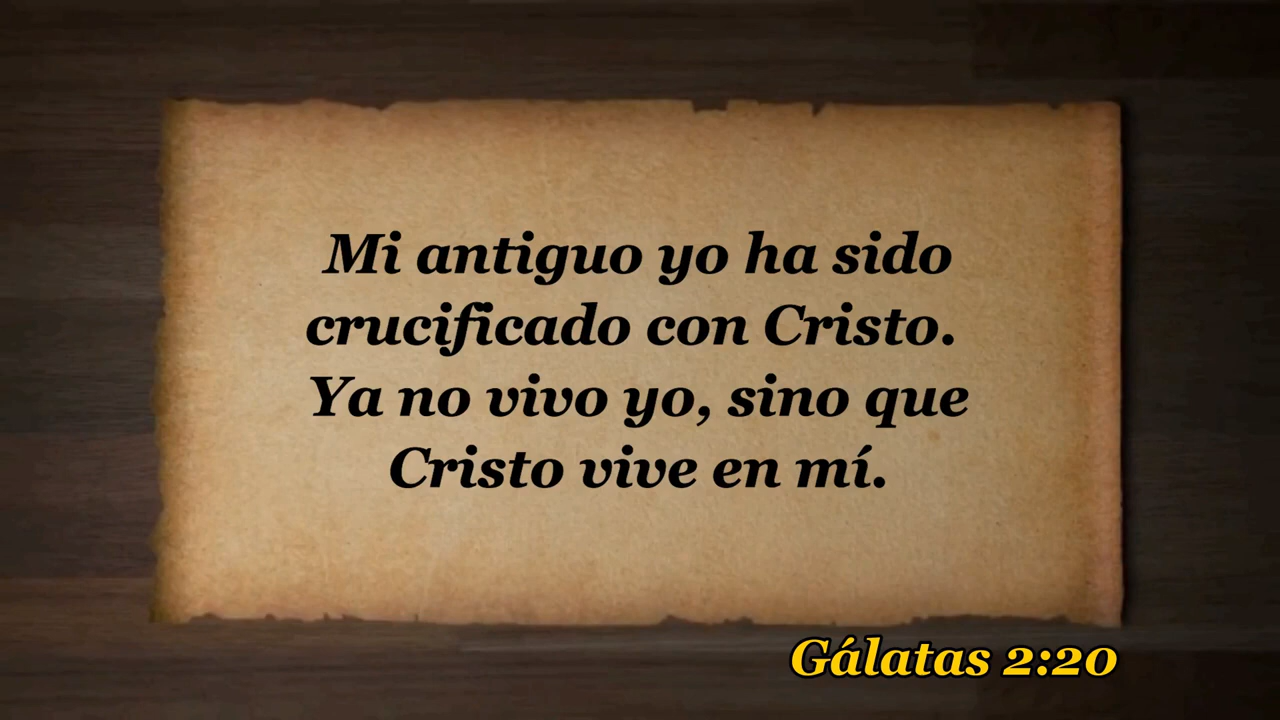 Mi antiguo yo ha sido
crucificado con Cristo.
Ya no vivo yo, sino que
Cristo vive en mí.
Gálatas 2:20